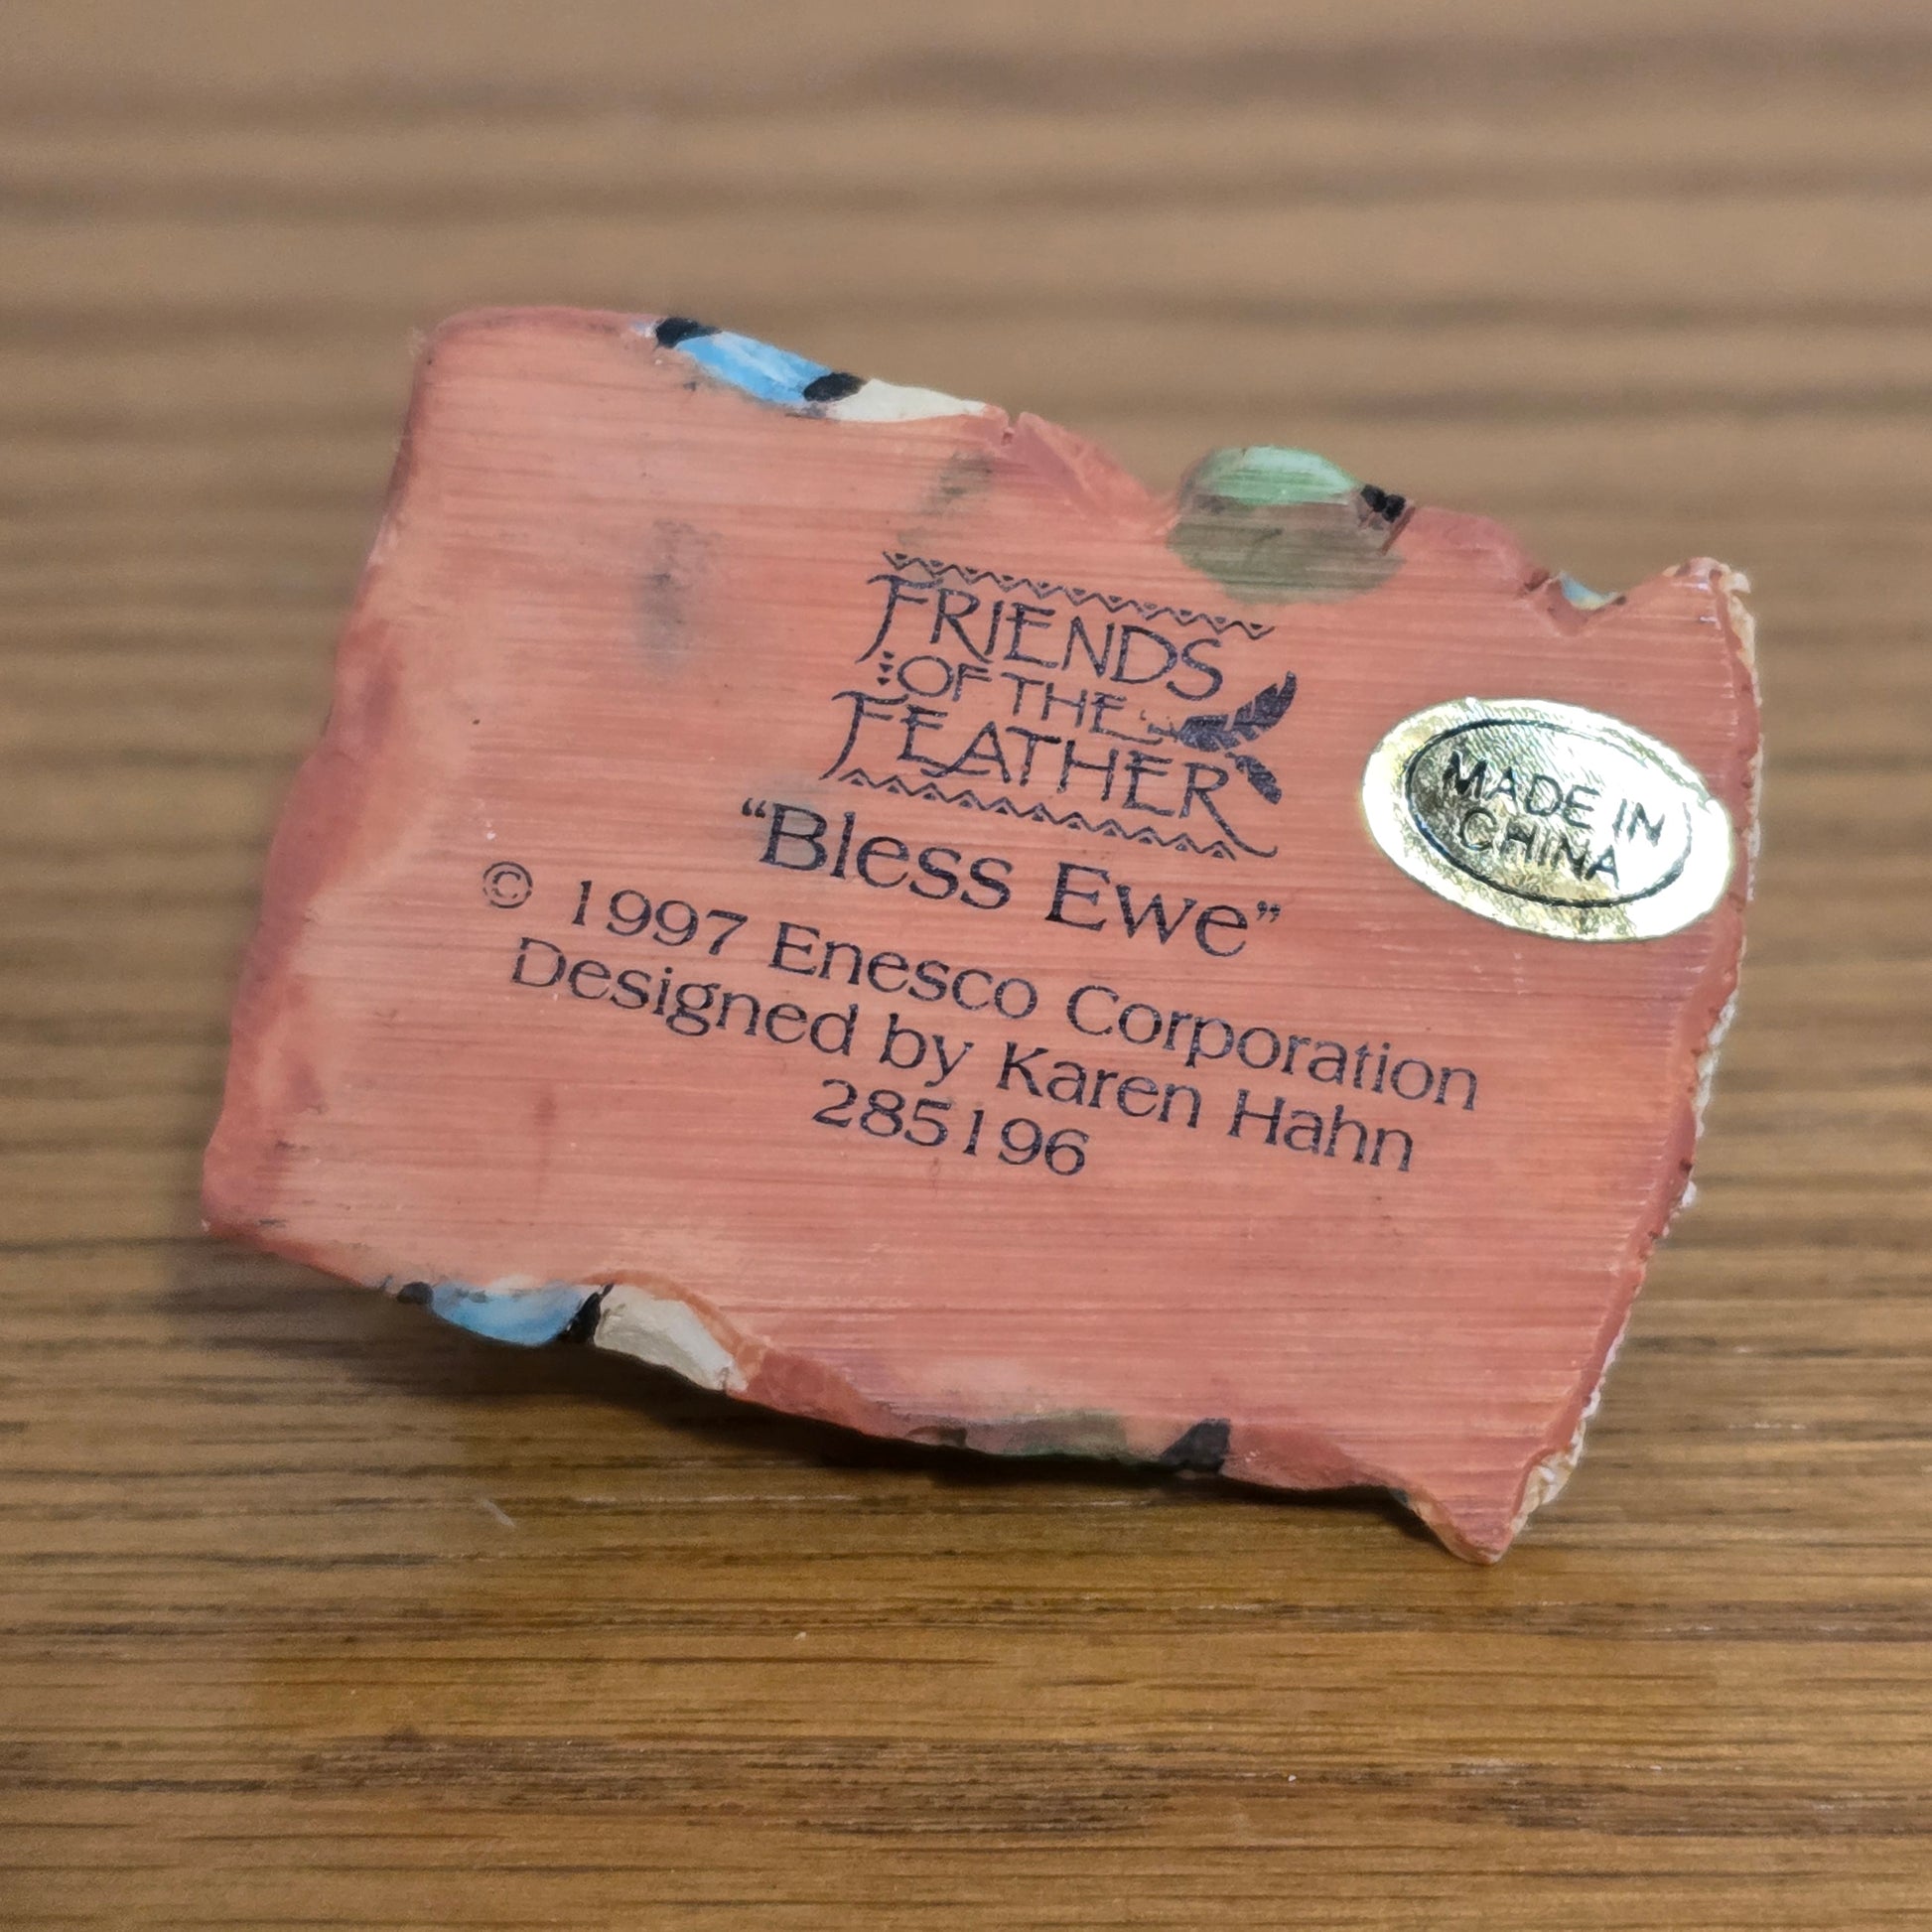 FRIENDS
OF THE
FEATHER
“Bless Ewe”
© 1997 Enesco Corporation
Designed by Karen Hahn
285196
MADE IN
CHINA